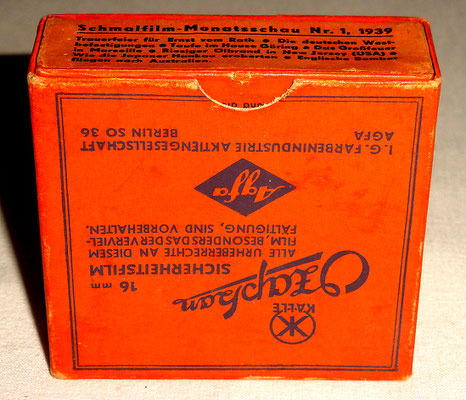 Schmalfilm-Monatsschau Nr. 1, 1939
Trauerfeier für Ernst vom Rath • Die deutschen West-
befestigungen • Taufe im Hause Göring • Das Großfeuer
in Marseille • Riesiger Ölbrand in New Jersey (USA) •
Wie die Japaner Hankau eroberten • Englische Bomber
fliegen nach Australien.
KALLE
Ozaphan
16 mm
SICHERHEITSFILM
ALLE URHEBERRECHTE AN DIESEM
FILM, BESONDERS DAS DER VERVIEL-
FÄLTIGUNG, SIND VORBEHALTEN.
Agfa
I. G. FARBENINDUSTRIE AKTIENGESELLSCHAFT
AGFA BERLIN SO 36